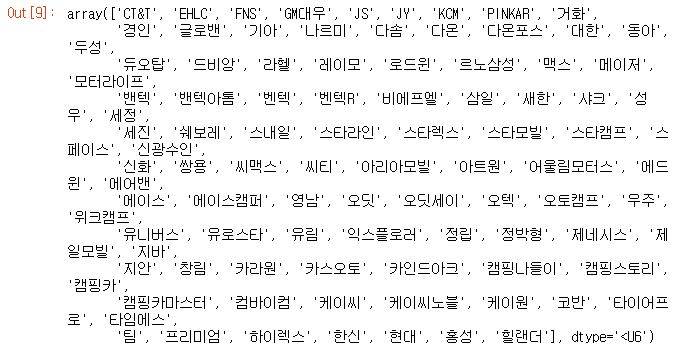 Out[9]: array(['CT&T', 'EHLC', 'FNS', 'GM대우', 'JS', 'JY', 'KCM', 'PINKAR', '거화',
'경인', '글로밴', '기아', '나르미', '다솜', '다온', '다온포스', '대한', '동아',
'두성',
'듀오탑', '드비앙', '라헬', '레이모', '로드윈', '르노삼성', '맥스', '메이저',
'모터라이프',
'밴텍', '밴텍아톰', '벤텍', '벤텍R', '비에프엘', '삼일', '새한', '샤크', '성
우', '세정',
'세진', '쉐보레', '스내일', '스타라인', '스타렉스', '스타모빌', '스타캠프', '스
페이스', '신광수인',
'신화', '쌍용', '씨맥스', '씨티', '아리아모빌', '아트원', '어울림모터스', '에드
윈', '에어밴',
'에이스', '에이스캠퍼', '영남', '오딧', '오딧세이', '오텍', '오토캠프', '우주',
'위크캠프',
'유니버스', '유로스타', '유림', '익스플로러', '정립', '정박형', '제네시스', '제
일모빌', '지바',
'지안', '창림', '카라원', '카스오토', '카인드아크', '캠핑나들이', '캠핑스토리',
'캠핑카',
'캠핑카마스터', '컴바이컴', '케이씨', '케이씨노블', '케이원', '코반', '타이어프
로', '타임에스',
'팀', '프리미엄', '하이렉스', '한신', '현대', '홍성', '힐랜더'], dtype='<U6')